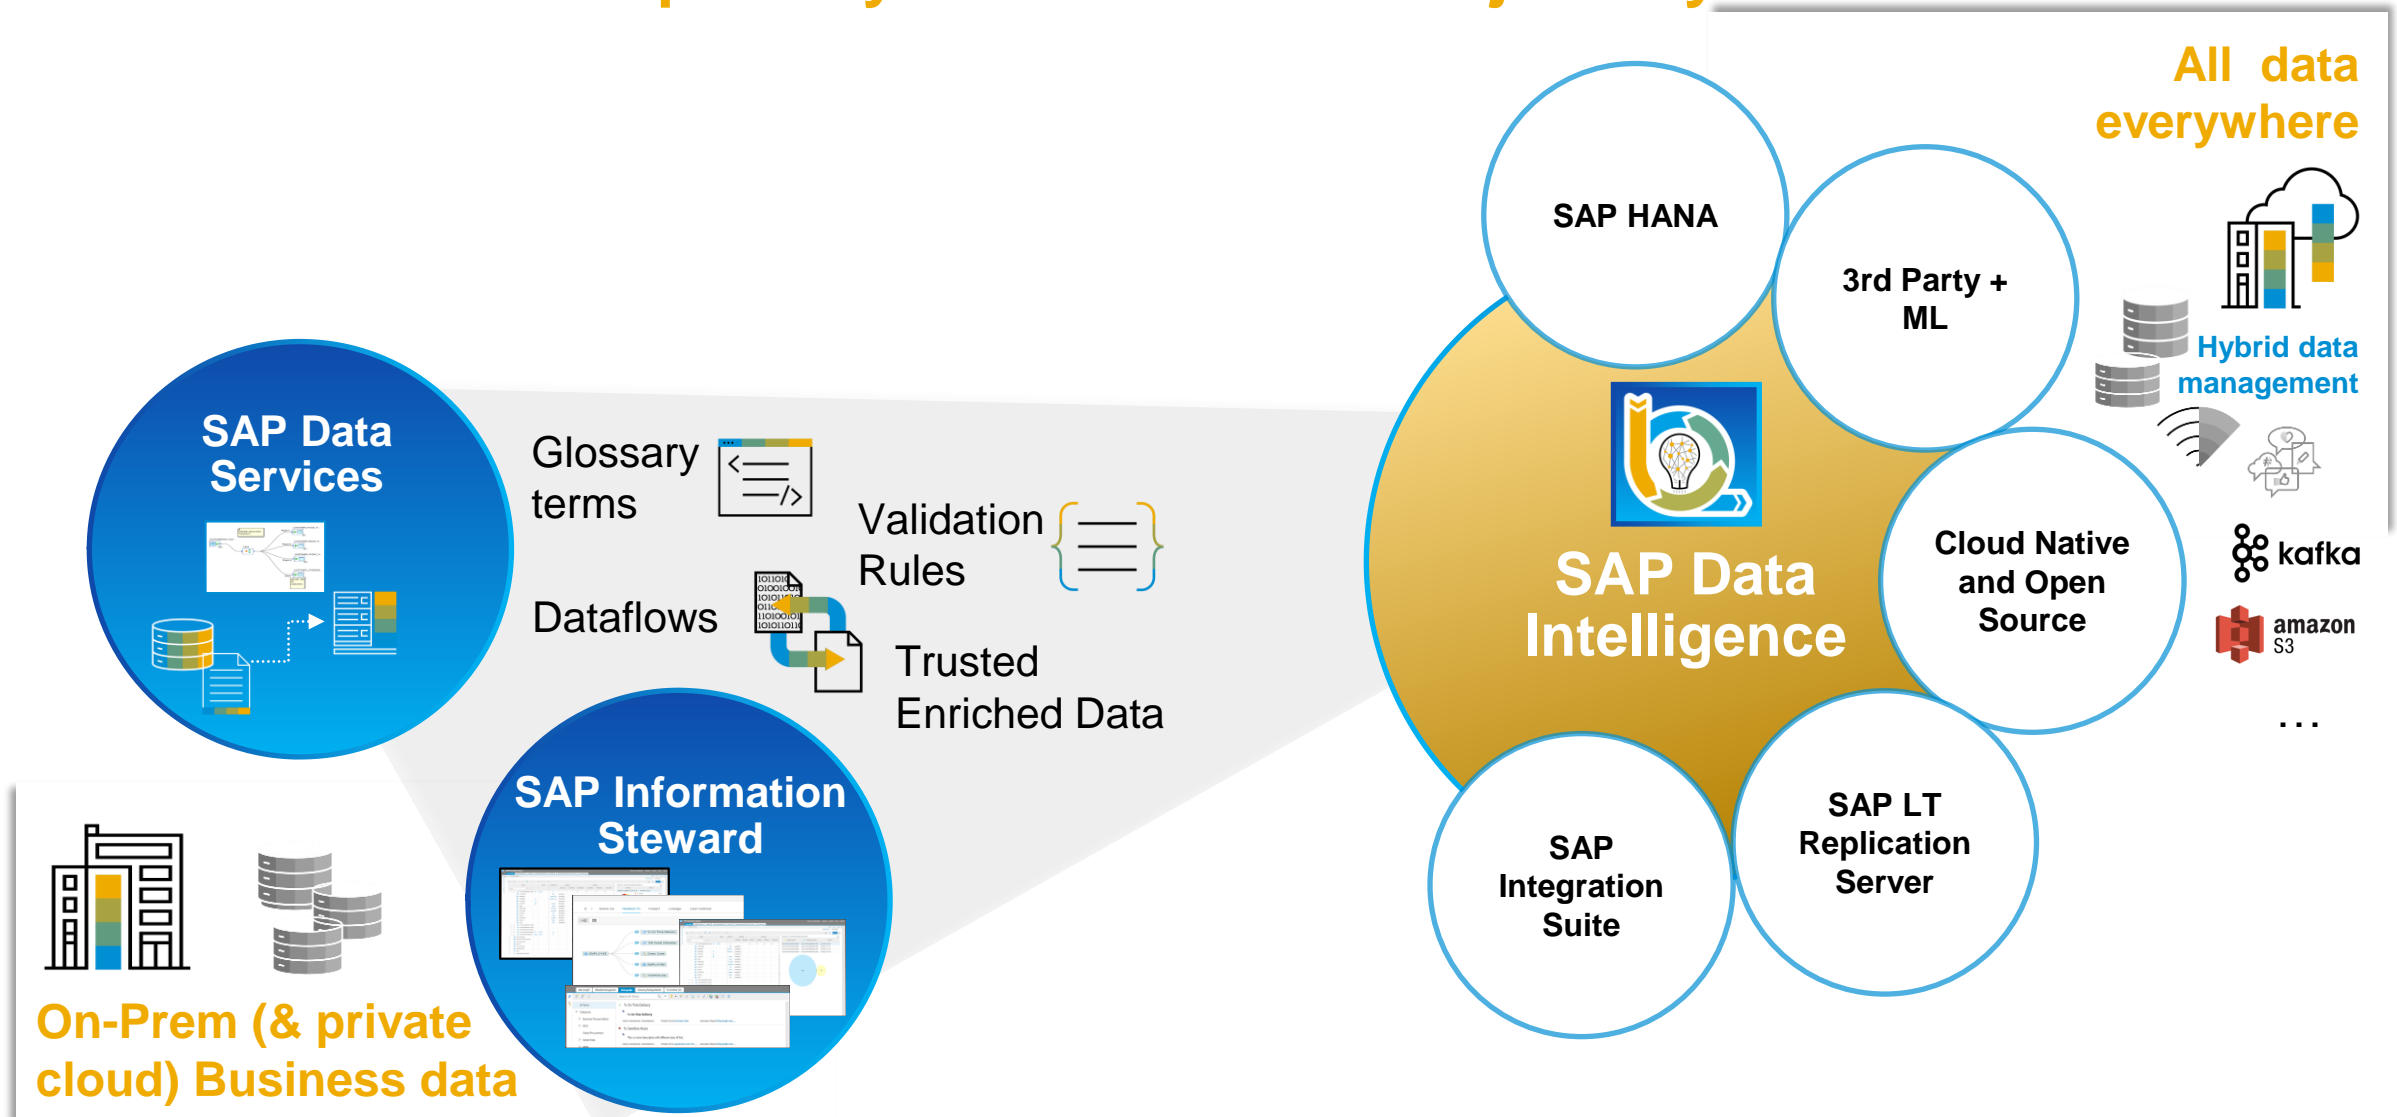 All data
everywhere
SAP HANA
3rd Party +
ML
Hybrid data
management
SAP Data
Services
Glossary
terms
Validation
Rules
Dataflows
Trusted
Enriched Data
SAP Data
Intelligence
Cloud Native
and Open
Source
kafka
amazon
S3
...
SAP Information
Steward
SAP LT
Replication
Server
SAP
Integration
Suite
On-Prem (& private
cloud) Business data